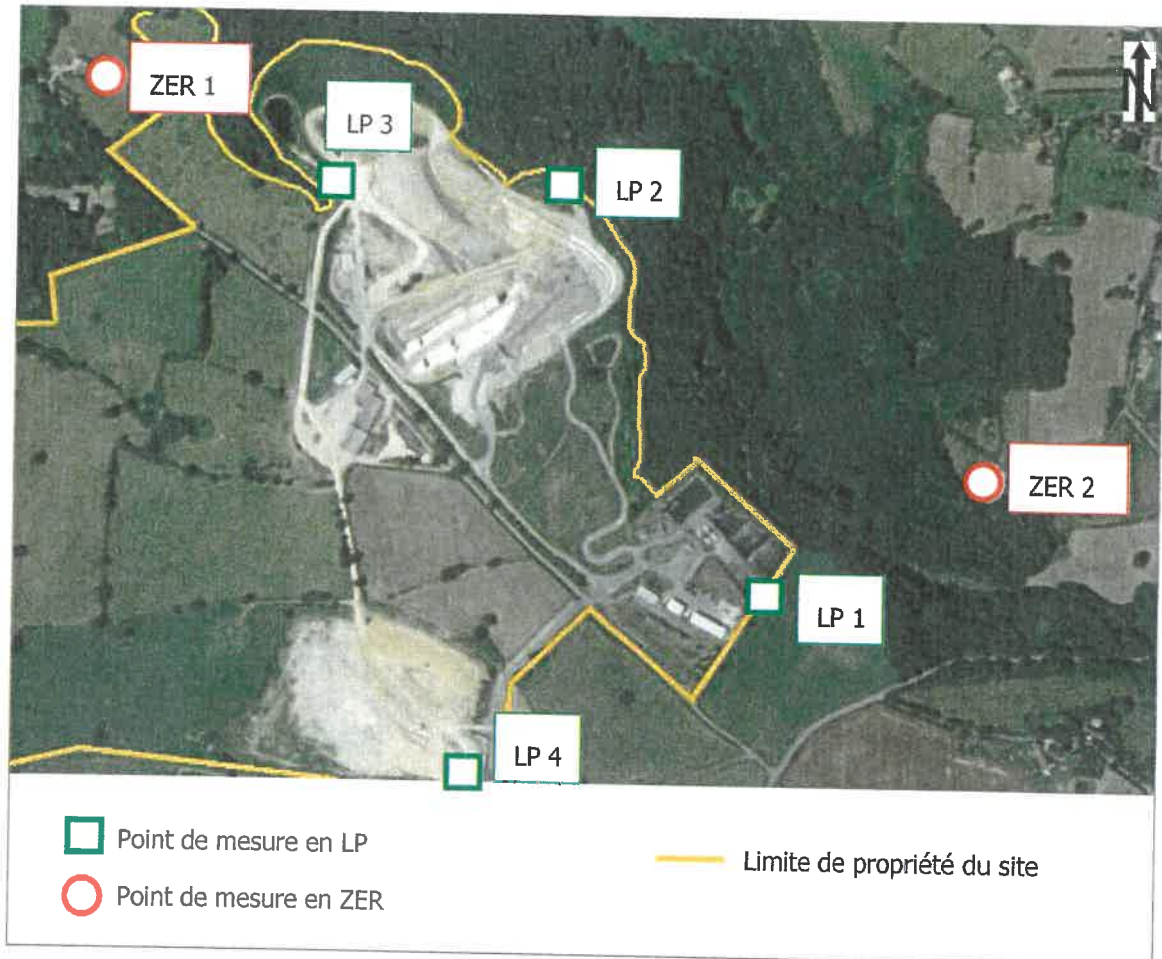 ZER 1
LP 3
LP 2
N
ZER 2
LP 1
LP 4
Point de mesure en LP
Limite de propriété du site
Point de mesure en ZER